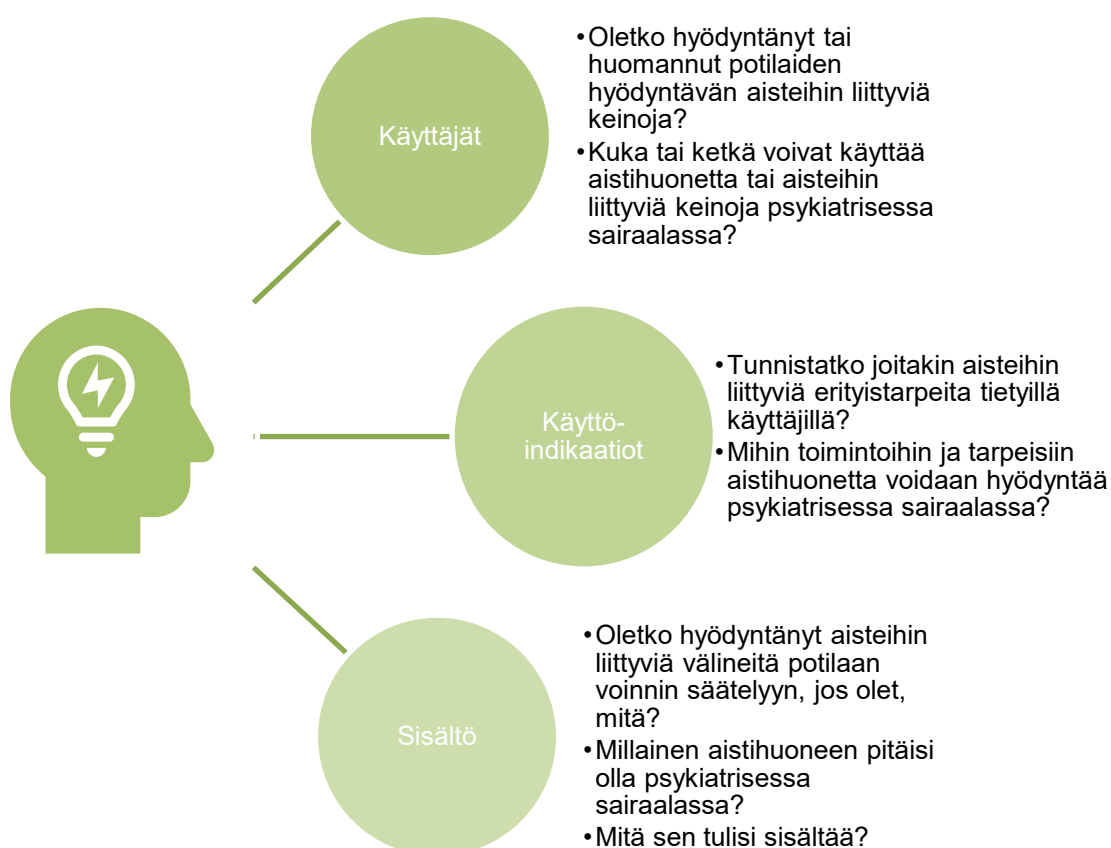 Käyttäjät
•Oletko hyödyntänyt tai
huomannut potilaiden
hyödyntävän aisteihin liittyviä
keinoja?
•Kuka tai ketkä voivat käyttää
aistihuonetta tai aisteihin
liittyviä keinoja psykiatrisessa
sairaalassa?
Käyttö-
indikaatiot
•Tunnistatko joitakin aisteihin
liittyviä erityistarpeita tietyillä
käyttäjillä?
•Mihin toimintoihin ja tarpeisiin
aistihuonetta voidaan hyödyntää
psykiatrisessa sairaalassa?
Sisältö
•Oletko hyödyntänyt aisteihin
liittyviä välineitä potilaan
voinnin säätelyyn, jos olet,
mitä?
•Millainen aistihuoneen pitäisi
olla psykiatrisessa
sairaalassa?
•Mitä sen tulisi sisältää?